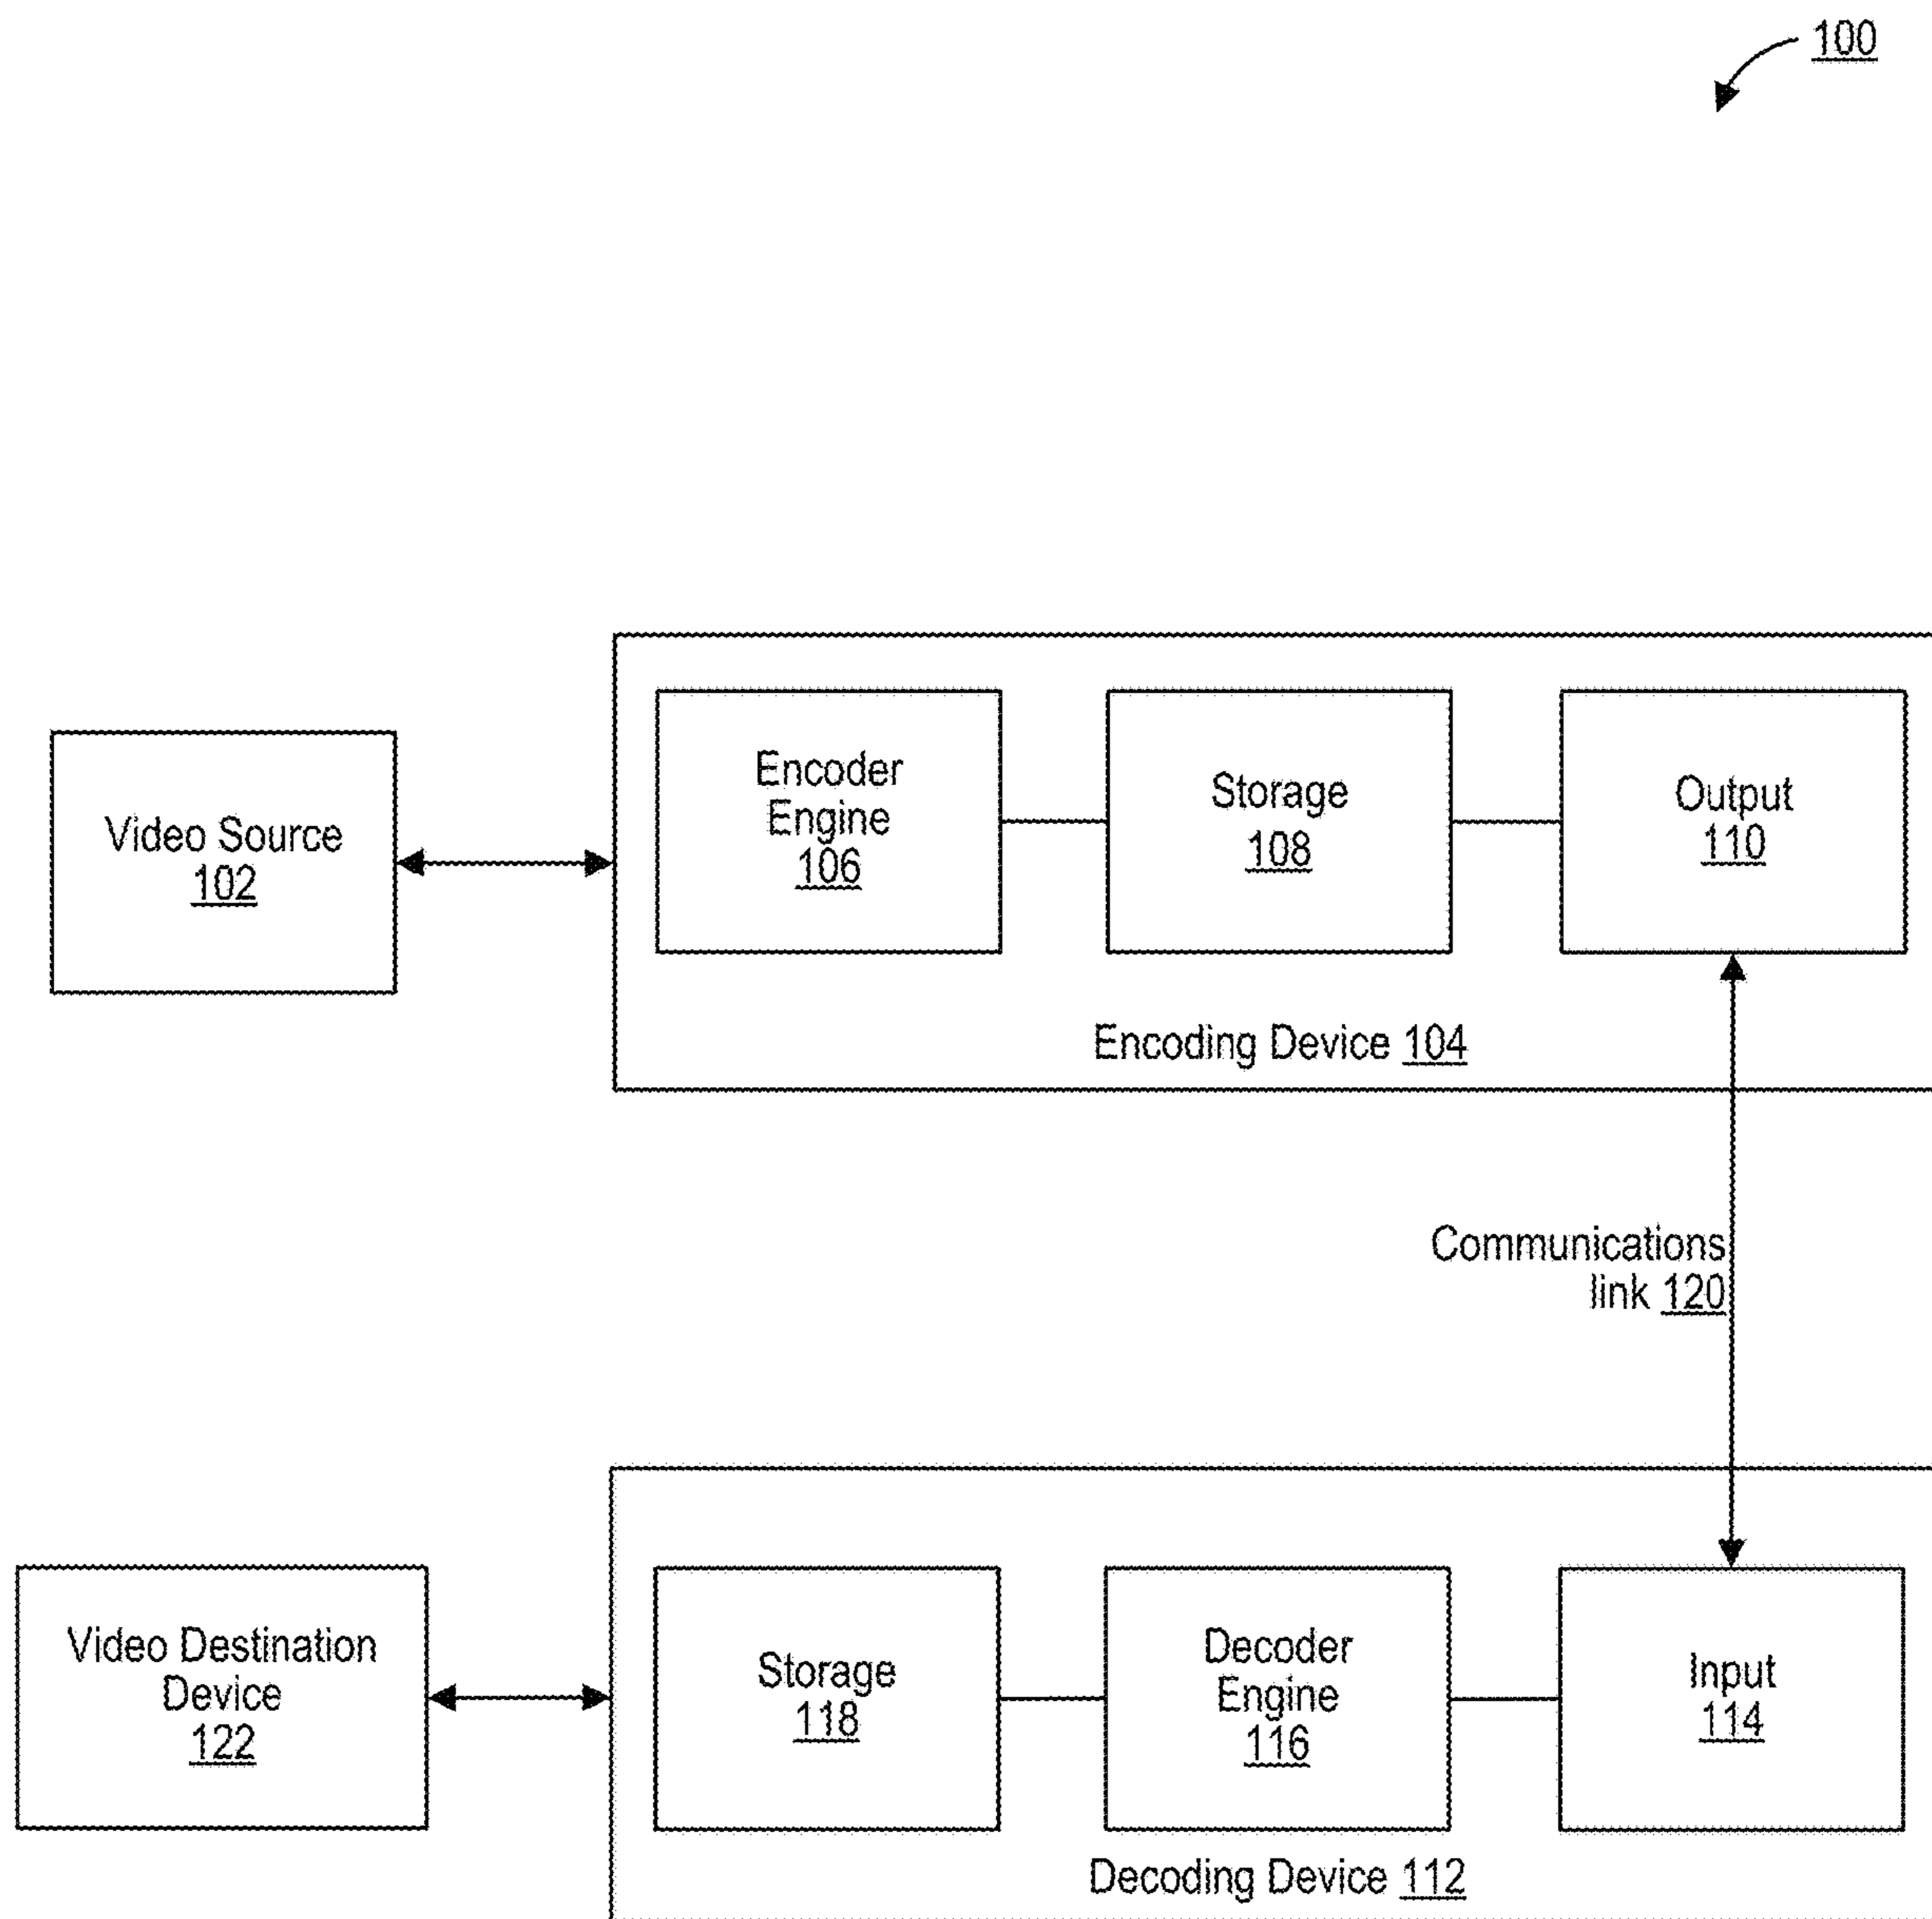 100
Video Source
102
Encoder
Engine
106
Storage
108
Output
110
Encoding Device 104
Communications
link 120
Video Destination
Device
122
Storage
118
Decoder
Engine
116
Input
114
Decoding Device 112